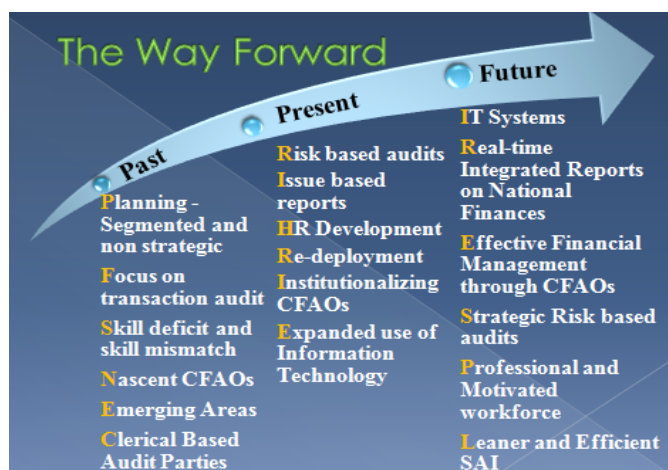 The Way Forward
Past
Planning -
Segmented and
non strategic
Focus on
transaction audit
Skill deficit and
skill mismatch
Nascent CFAOs
Emerging Areas
Clerical Based
Audit Parties
Present
Risk based audits
Issue based
reports
HR Development
Re-deployment
Institutionalizing
CFAOs
Expanded use of
Information
Technology
Future
IT Systems
Real-time
Integrated Reports
on National
Finances
Effective Financial
Management
through CFAOs
Strategic Risk based
audits
Professional and
Motivated
workforce
Leaner and Efficient
SAI